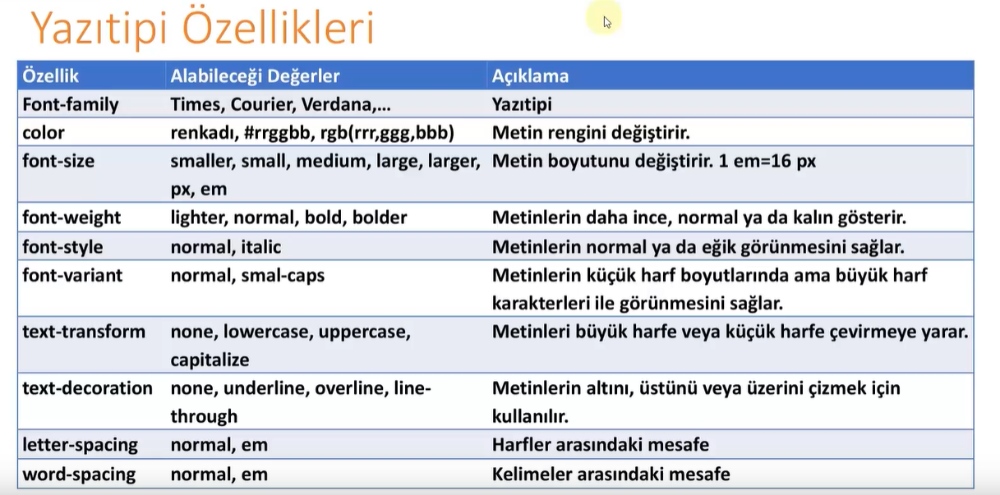 Yazıtipi Özellikleri
Özellik Alabileceği Değerler Açıklama
Font-family Times, Courier, Verdana,... Yazıtipi
color renkadı, #rrggbb, rgb(rrr,ggg,bbb) Metin rengini değiştirir.
font-size smaller, small, medium, large, larger, Metin boyutunu değiştirir. 1 em=16 px
px, em
font-weight lighter, normal, bold, bolder Metinlerin daha ince, normal ya da kalın gösterir.
font-style normal, italic Metinlerin normal ya da eğik görünmesini sağlar.
font-variant normal, smal-caps Metinlerin küçük harf boyutlarında ama büyük harf
karakterleri ile görünmesini sağlar.
text-transform none, lowercase, uppercase, Metinleri büyük harfe veya küçük harfe çevirmeye yarar.
capitalize
text-decoration none, underline, overline, line- Metinlerin altını, üstünü veya üzerini çizmek için
through kullanılır.
letter-spacing normal, em Harfler arasındaki mesafe
word-spacing normal, em Kelimeler arasındaki mesafe